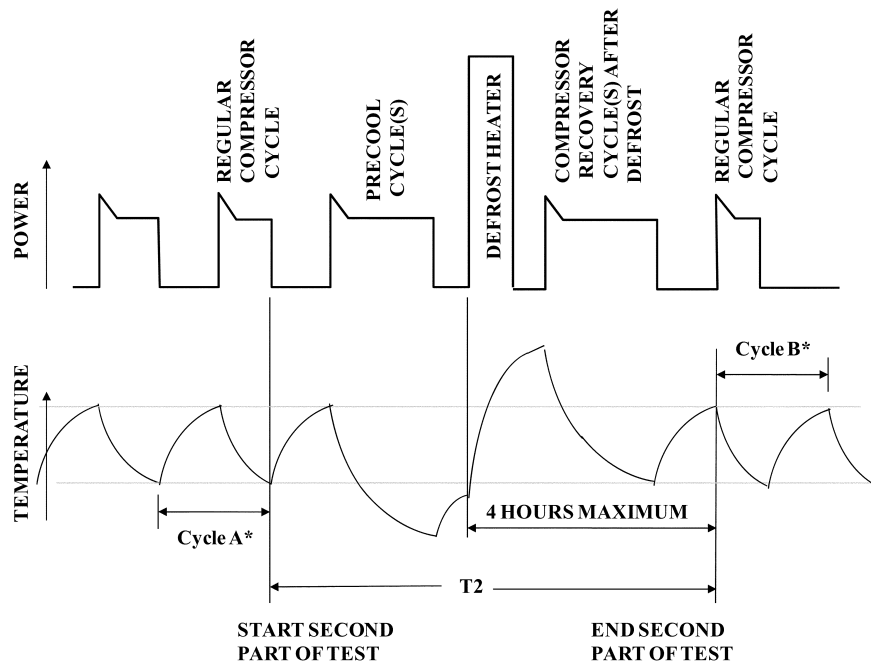 REGULAR
COMPRESSOR
CYCLE
PRECOOL
CYCLE(S)
DEFROST HEATER
COMPRESSOR
RECOVERY
CYCLE(S) AFTER
DEFROST
REGULAR
COMPRESSOR
CYCLE
POWER
TEMPERATURE
Cycle B*
4 HOURS MAXIMUM
Cycle A*
T2
START SECOND
PART OF TEST
END SECOND
PART OF TEST